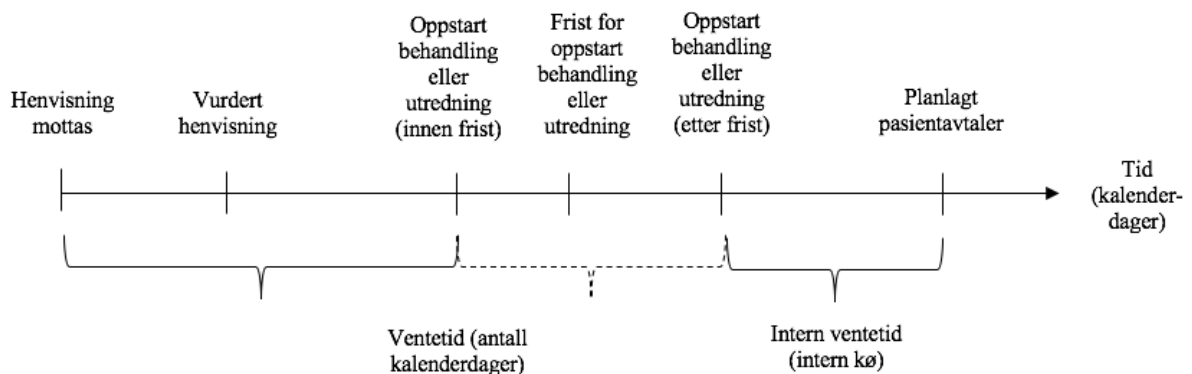 Henvisning
mottas
Vurdert
henvisning
Oppstart
behandling
eller
utredning
(innen frist)
Frist for
oppstart
behandling
eller
utredning
Oppstart
behandling
eller
utredning
(etter frist)
Planlagt
pasientavtaler
Tid
(kalender-
dager)
Ventetid (antall
kalenderdager)
Intern ventetid
(intern kø)